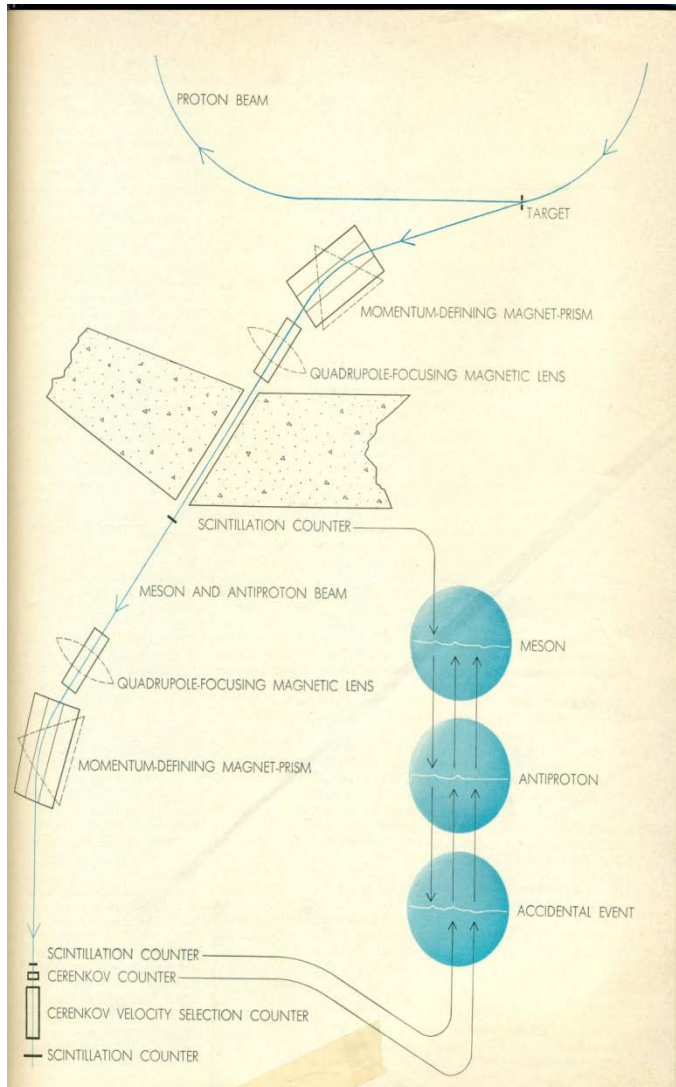 PROTON BEAM
TARGET
MOMENTUM-DEFINING MAGNET-PRISM
QUADRUPOLE-FOCUSING MAGNETIC LENS
SCINTILLATION COUNTER
MESON AND ANTIPROTON BEAM
MESON
QUADRUPOLE-FOCUSING MAGNETIC LENS
MOMENTUM-DEFINING MAGNET-PRISM
ANTIPROTON
ACCIDENTAL EVENT
SCINTILLATION COUNTER
CERENKOV COUNTER
CERENKOV VELOCITY SELECTION COUNTER
SCINTILLATION COUNTER